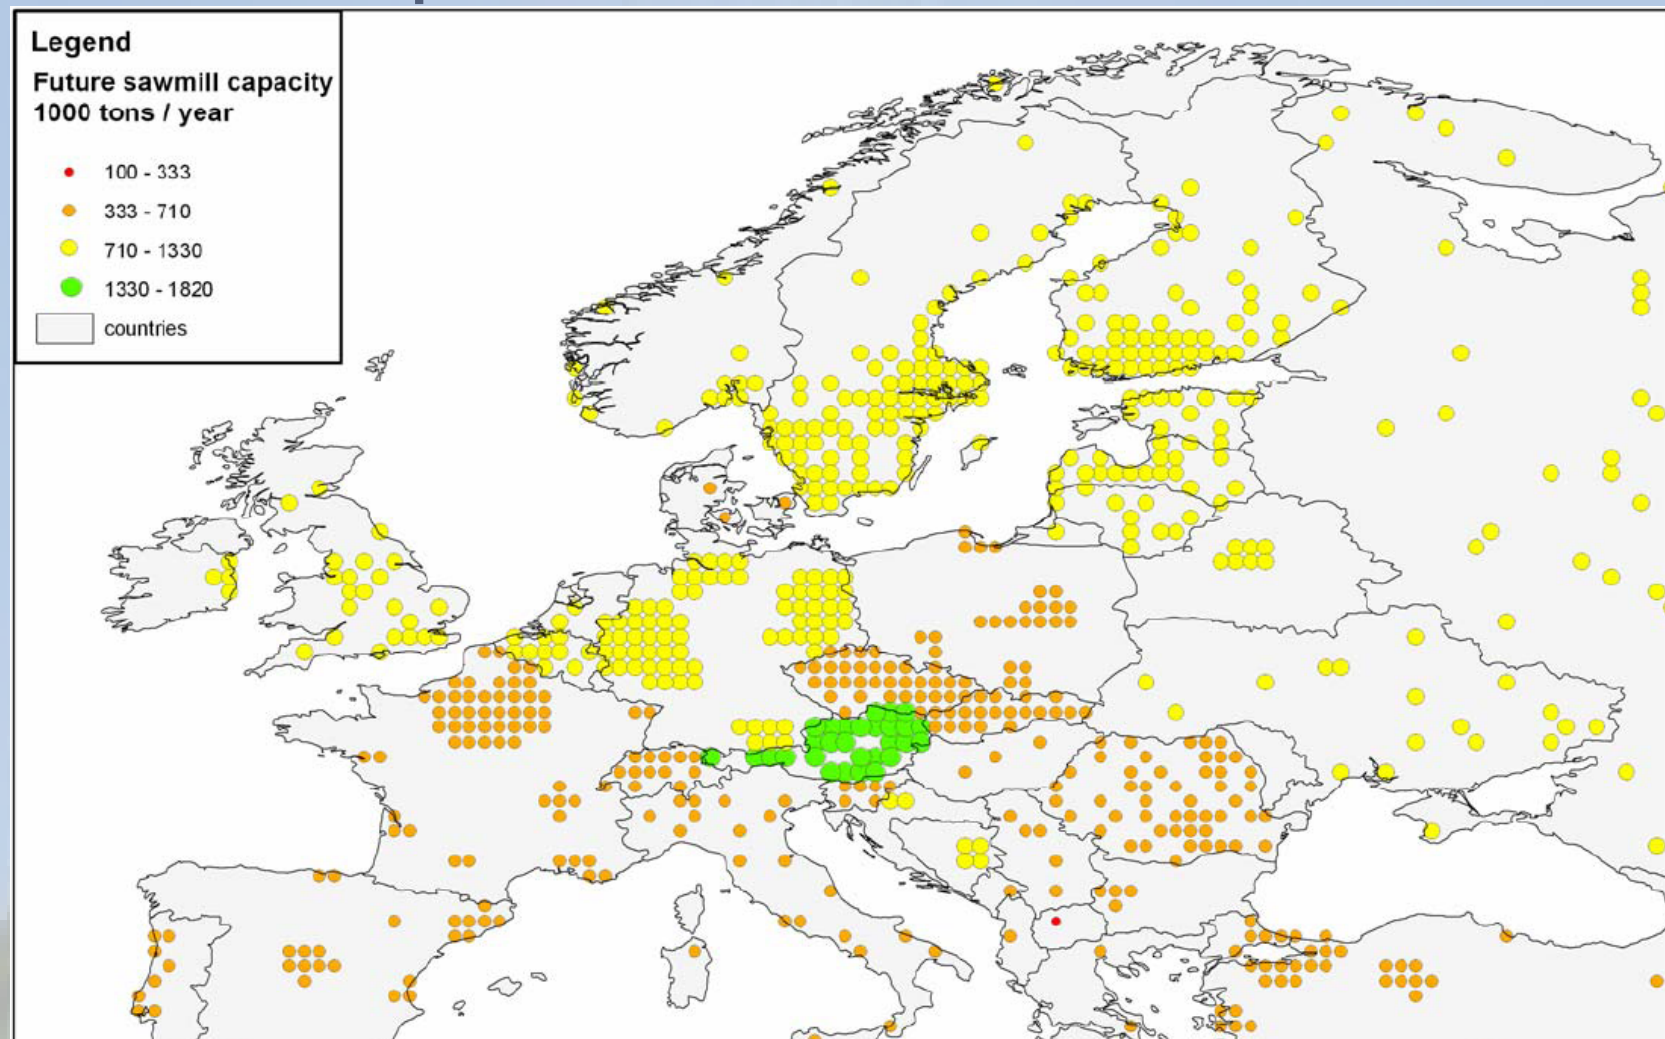 Legend
Future sawmill capacity
1000 tons / year
100 - 333
333 - 710
710 - 1330
1330 - 1820
countries